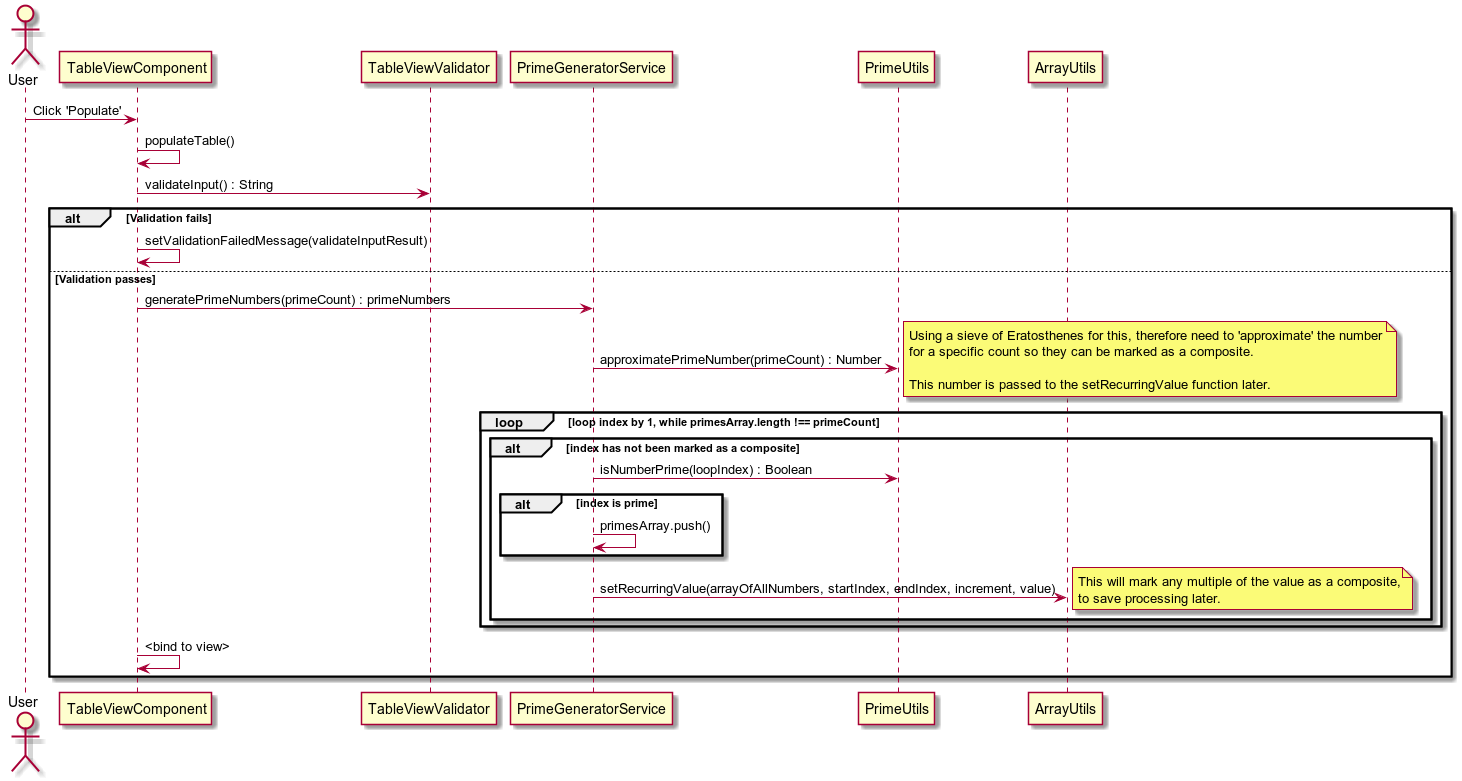 User
TableViewComponent
TableViewValidator
PrimeGeneratorService
PrimeUtils
ArrayUtils
Click 'Populate'
populateTable()
validateInput() : String
alt
[Validation fails]
setValidationFailedMessage(validateInputResult)
[Validation passes]
generatePrimeNumbers(primeCount) : primeNumbers
Using a sieve of Eratosthenes for this, therefore need to 'approximate' the number
for a specific count so they can be marked as a composite.
This number is passed to the setRecurringValue function later.
approximatePrimeNumber(primeCount) : Number
loop
[loop index by 1, while primesArray.length !== primeCount]
alt
[index has not been marked as a composite]
isNumberPrime(loopIndex) : Boolean
alt
[index is prime]
primesArray.push()
setRecurringValue(arrayOfAllNumbers, startIndex, endIndex, increment, value)
This will mark any multiple of the value as a composite,
to save processing later.
<bind to view>
User
TableViewComponent
TableViewValidator
PrimeGeneratorService
PrimeUtils
ArrayUtils